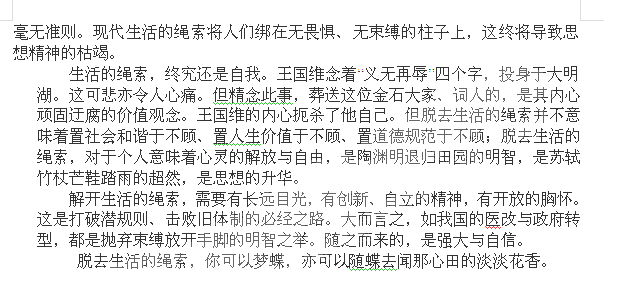 毫无准则。现代生活的绳索将人们绑在无畏惧、无束缚的柱子上，这终将导致思
想精神的枯竭。
生活的绳索，终究还是自我。王国维念着“义无再辱”四个字，投身于大明
湖。这可悲亦令人心痛。但精念此事，葬送这位金石大家、词人的，是其内心
顽固迂腐的价值观念。王国维的内心扼杀了他自己。但脱去生活的绳索并不意
味着置社会和谐于不顾、置人生价值于不顾、置道德规范于不顾；脱去生活的
绳索，对于个人意味着心灵的解放与自由，是陶渊明退归田园的明智，是苏轼
竹杖芒鞋踏雨的超然，是思想的升华。
解开生活的绳索，需要有长远目光，有创新、自立的精神，有开放的胸怀。
这是打破潜规则、击败旧体制的必经之路。大而言之，如我国的医改与政府转
型，都是抛弃束缚放开手脚的明智之举。随之而来的，是强大与自信。
脱去生活的绳索，你可以梦蝶，亦可以随蝶去闻那心田的淡淡花香。